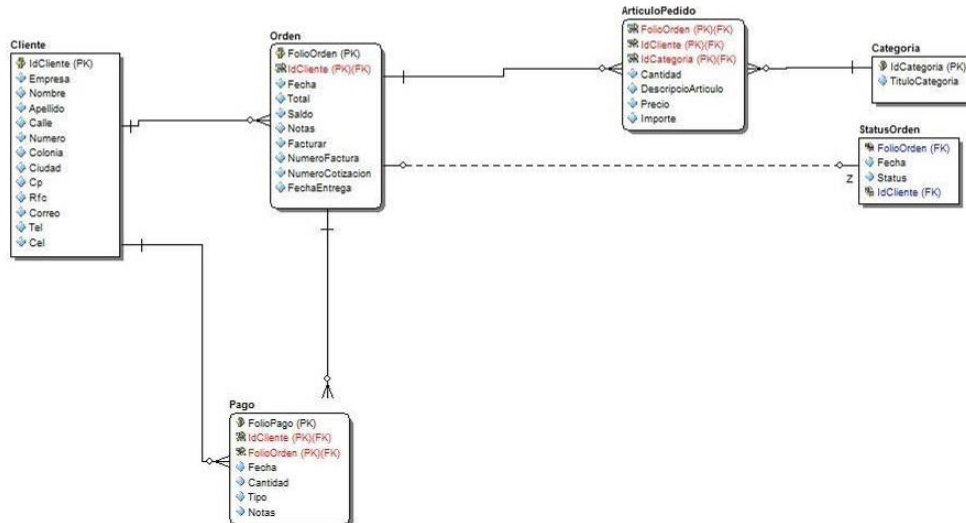 Cliente
IdCliente (PK)
Empresa
Nombre
Apellido
Calle
Numero
Colonia
Ciudad
Cp
Rfc
Correo
Tel
Cel
Orden
FolioOrden (PK)
IdCliente (PK)(FK)
Fecha
Total
Saldo
Notas
Facturar
NumeroFactura
NumeroCotizacion
FechaEntrega
ArticuloPedido
FolioOrden (PK)(FK)
IdCliente (PK)(FK)
IdCategoria (PK)(FK)
Cantidad
DescripcioArticulo
Precio
Importe
Categoria
IdCategoria (PK)
TituloCategoria
StatusOrden
FolioOrden (FK)
Fecha
Status
IdCliente (FK)
Z
Pago
FolioPago (PK)
IdCliente (PK)(FK)
FolioOrden (PK)(FK)
Fecha
Cantidad
Tipo
Notas